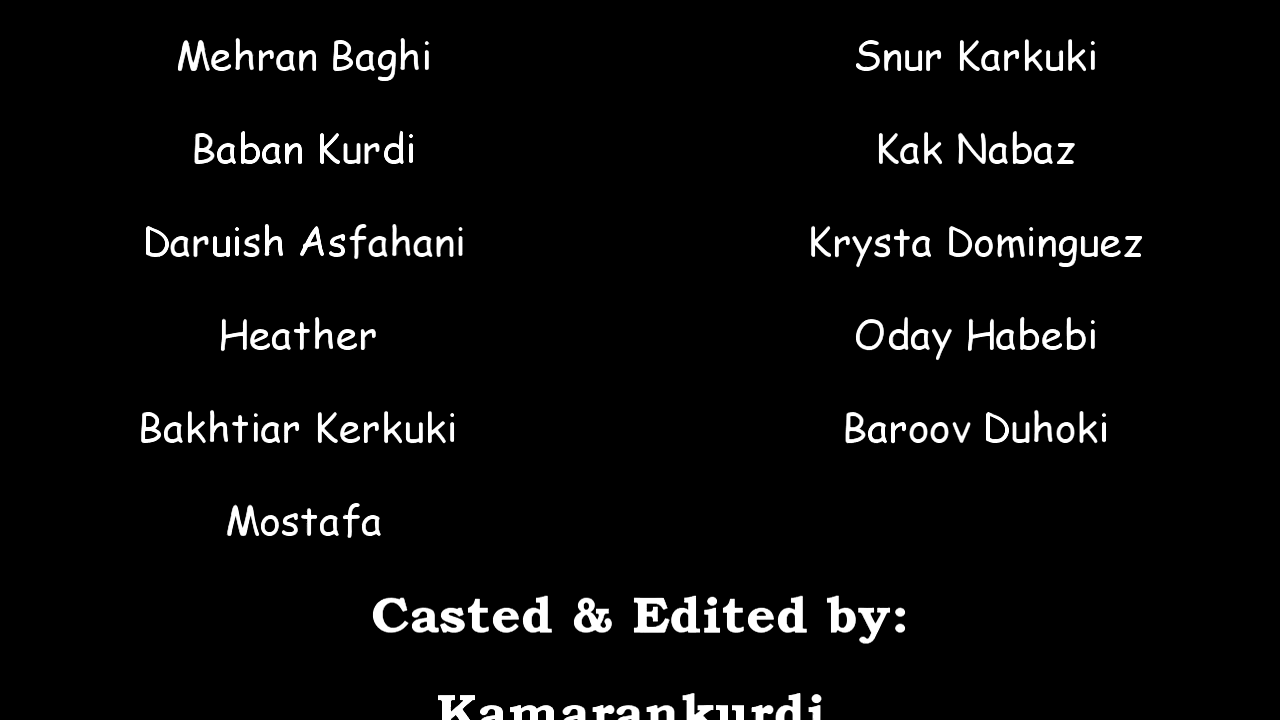 Mehran Baghi
Snur Karkuki
Baban Kurdi
Kak Nabaz
Daruish Asfahani
Krysta Dominguez
Heather
Oday Habebi
Bakhtiar Kerkuki
Baroov Duhoki
Mostafa
Casted & Edited by:
Kamarankurdi